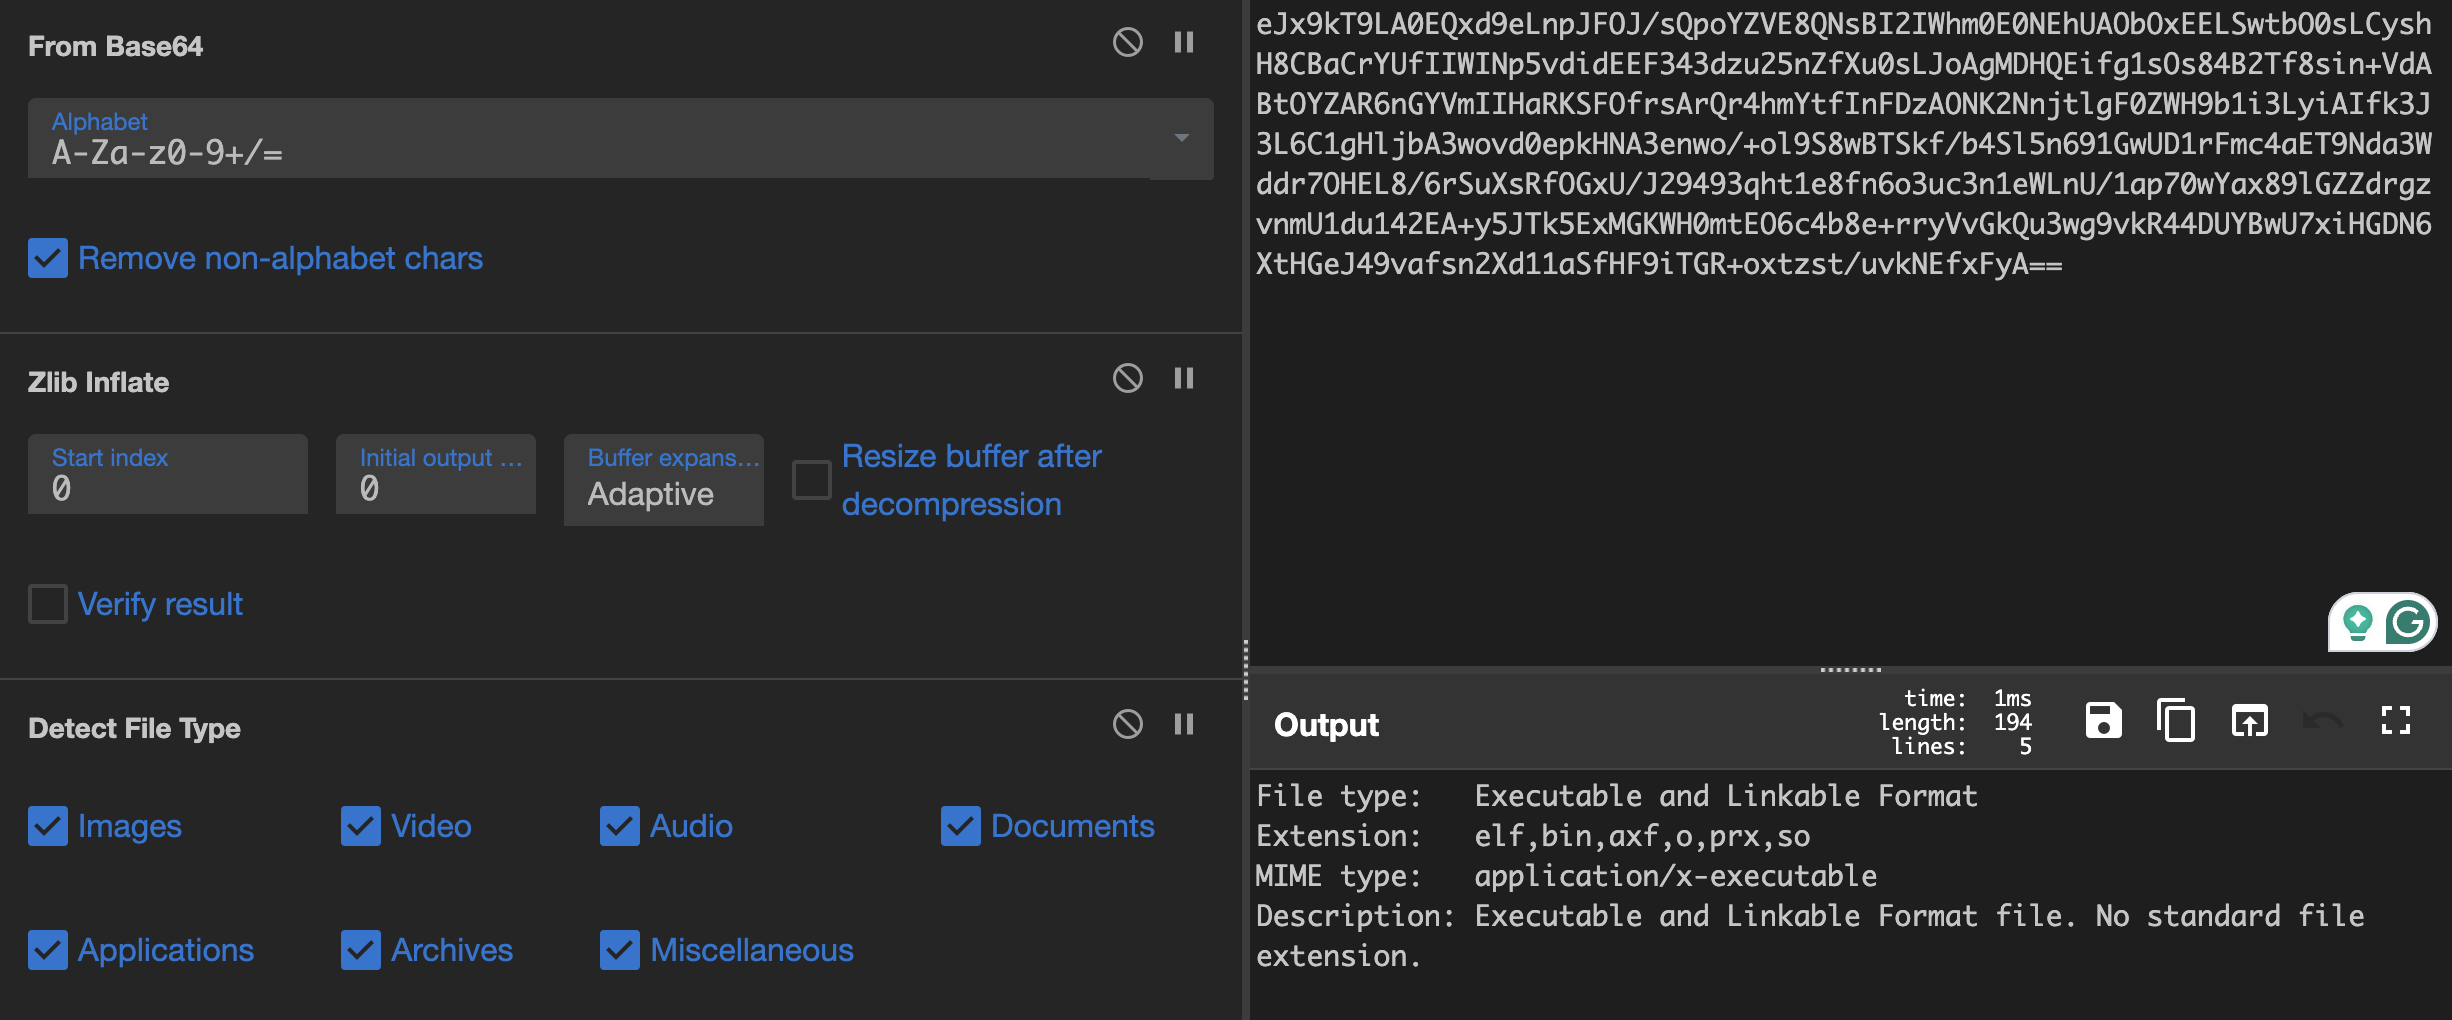 From Base64
Alphabet
A-Za-z0-9+/=
Remove non-alphabet chars
Zlib Inflate
Start index
0
Initial output ...
0
Buffer expans...
Adaptive
Resize buffer after
decompression
Verify result
Detect File Type
Images
Video
Audio
Documents
Applications
Archives
Miscellaneous
eJx9kT9LA0EQxd9eLnpJFOJ/sQpoYZVE8QNsBI2IWhm0E0NEhUAObOxEELSwtbO0sLCysh
H8CBaCrYUfIIWINp5vdidEEF343dzu25nZfXu0sLJoAgMDHQEifg1sOs84B2Tf8sin+VdA
BtOYZAR6nGYVmIIHaRKSFOfrsArQr4hmYtfInFDzAONK2NnjtlgF0ZWH9b1i3LyiAIfk3J
3L6C1gHljbA3wovd0epkHNA3enwo/+ol9S8wBTSkf/b4Sl5n691GwUD1rFmc4aET9Nda3W
ddr7OHEL8/6rSuXsRfOGxU/J29493qht1e8fn6o3uc3n1eWLnU/1ap70wYax89lGZZdrgz
vnmU1du142EA+y5JTk5ExMGKWH0mtEO6c4b8e+rryVvGkQu3wg9vkR44DUYBwU7xiHGDN6
XtHGeJ49vafsn2Xd11aSfHF9iTGR+oxtzst/uvkNEfxFyA==
Output
time: 1ms
length: 194
lines: 5
File type: Executable and Linkable Format
Extension: elf,bin,axf,o,prx,so
MIME type: application/x-executable
Description: Executable and Linkable Format file. No standard file
extension.